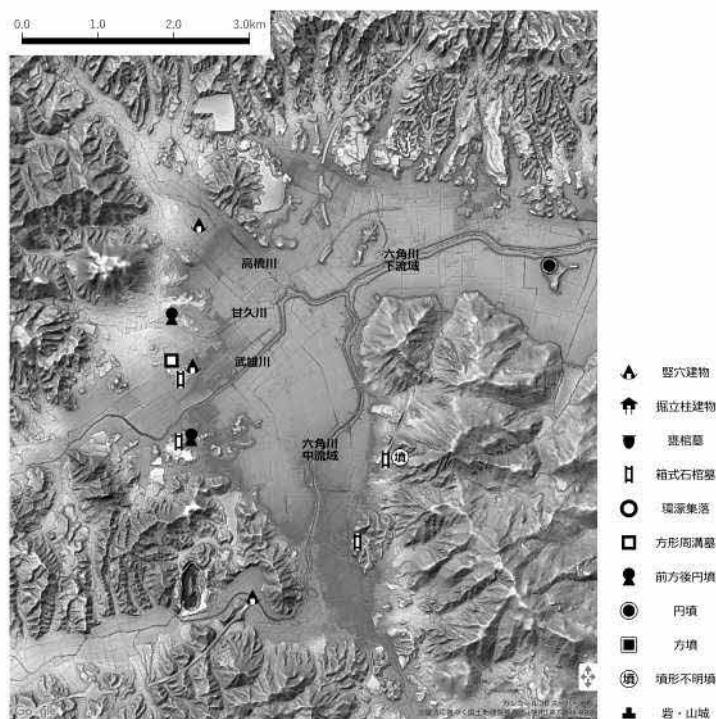 0.0 1.0 2.0 3.0km
高橋川
六角川
下流域
甘久川
武雄川
六角川
中流域
墳
竪穴建物
掘立柱建物
甕棺墓
箱式石棺墓
環濠集落
方形周溝墓
前方後円墳
円墳
方墳
墳 墳形不明墳
砦・山城